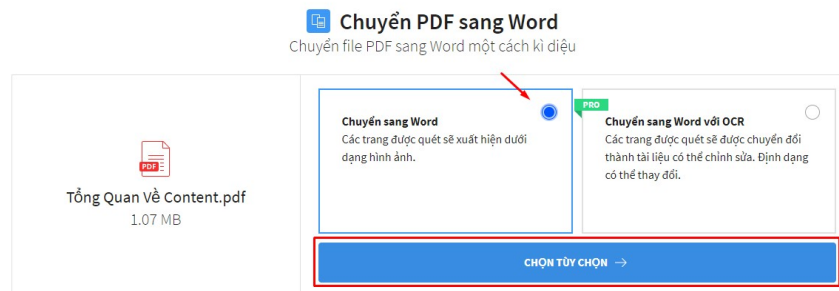 Chuyển PDF sang Word
Chuyển file PDF sang Word một cách kì diệu
PDF
Tổng Quan Về Content.pdf
1.07 MB
Chuyển sang Word
Các trang được quét sẽ xuất hiện dưới
dạng hình ảnh.
PRO
Chuyển sang Word với OCR
Các trang được quét sẽ được chuyển đổi
thành tài liệu có thể chỉnh sửa. Định dạng
có thể thay đổi.
CHỌN TÙY CHỌN →